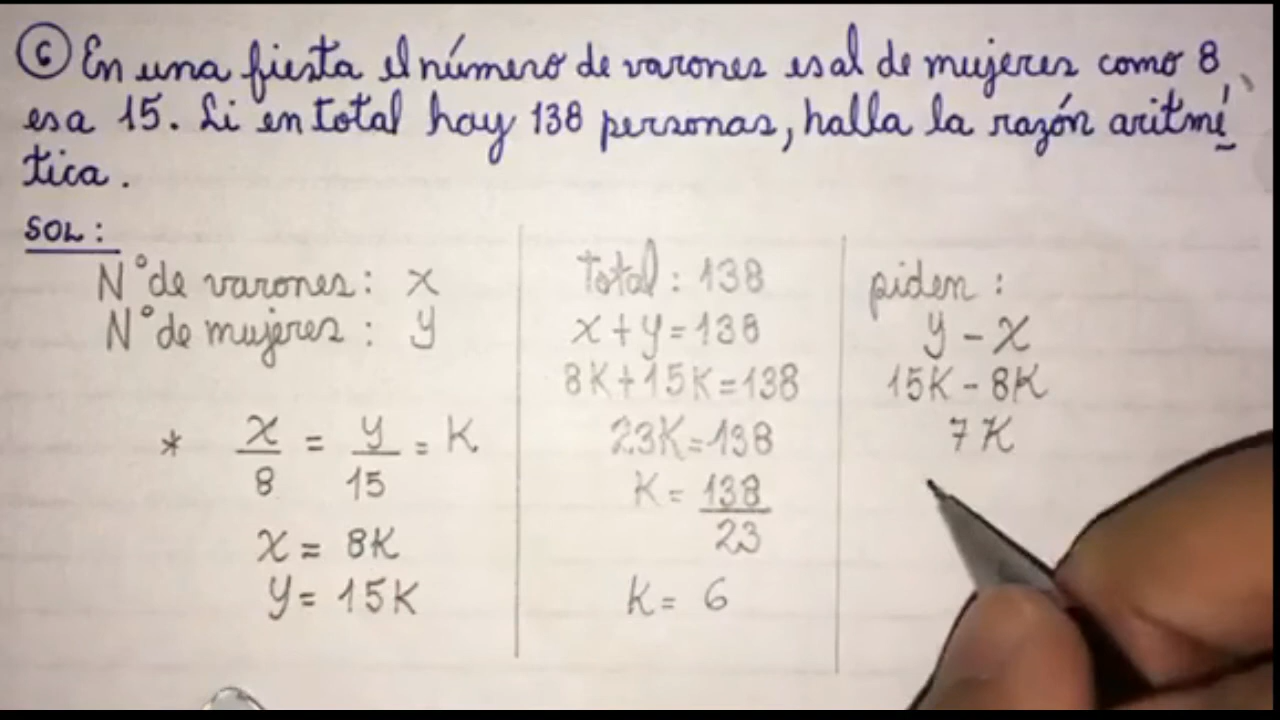 6 En una fiesta el número de varones es al de mujeres como 8
es a 15. Si en total hay 138 personas, halla la razón aritmé
tica.
SOL:
N° de varones: x
N° de mujeres: y
* x/8 = y/15 = K
x = 8K
y = 15K
total: 138
x + y = 138
8K + 15K = 138
23K = 138
K = 138/23
K = 6
piden:
y - x
15K - 8K
7K